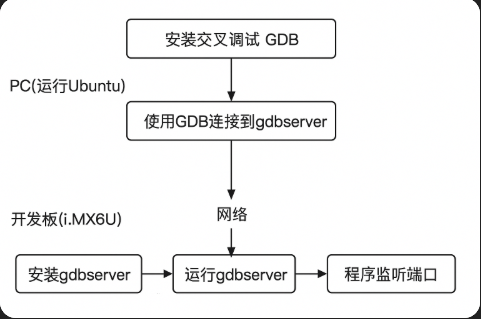 安装交叉调试 GDB
PC(运行Ubuntu)
使用GDB连接到gdbserver
网络
开发板(i.MX6U)
安装gdbserver
运行gdbserver
程序监听端口